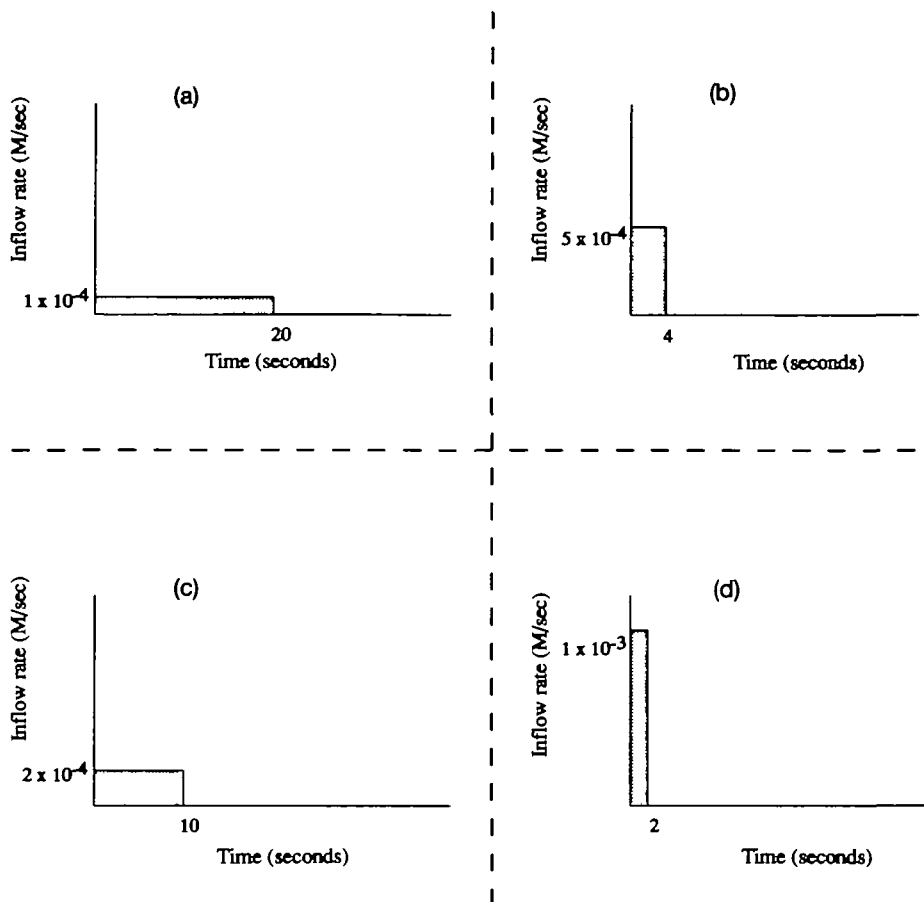 (a)
Inflow rate (M/sec)
1 x 10⁻⁴
20
Time (seconds)
(b)
Inflow rate (M/sec)
5 x 10⁻⁴
4
Time (seconds)
(c)
Inflow rate (M/sec)
2 x 10⁻⁴
10
Time (seconds)
(d)
Inflow rate (M/sec)
1 x 10⁻³
2
Time (seconds)